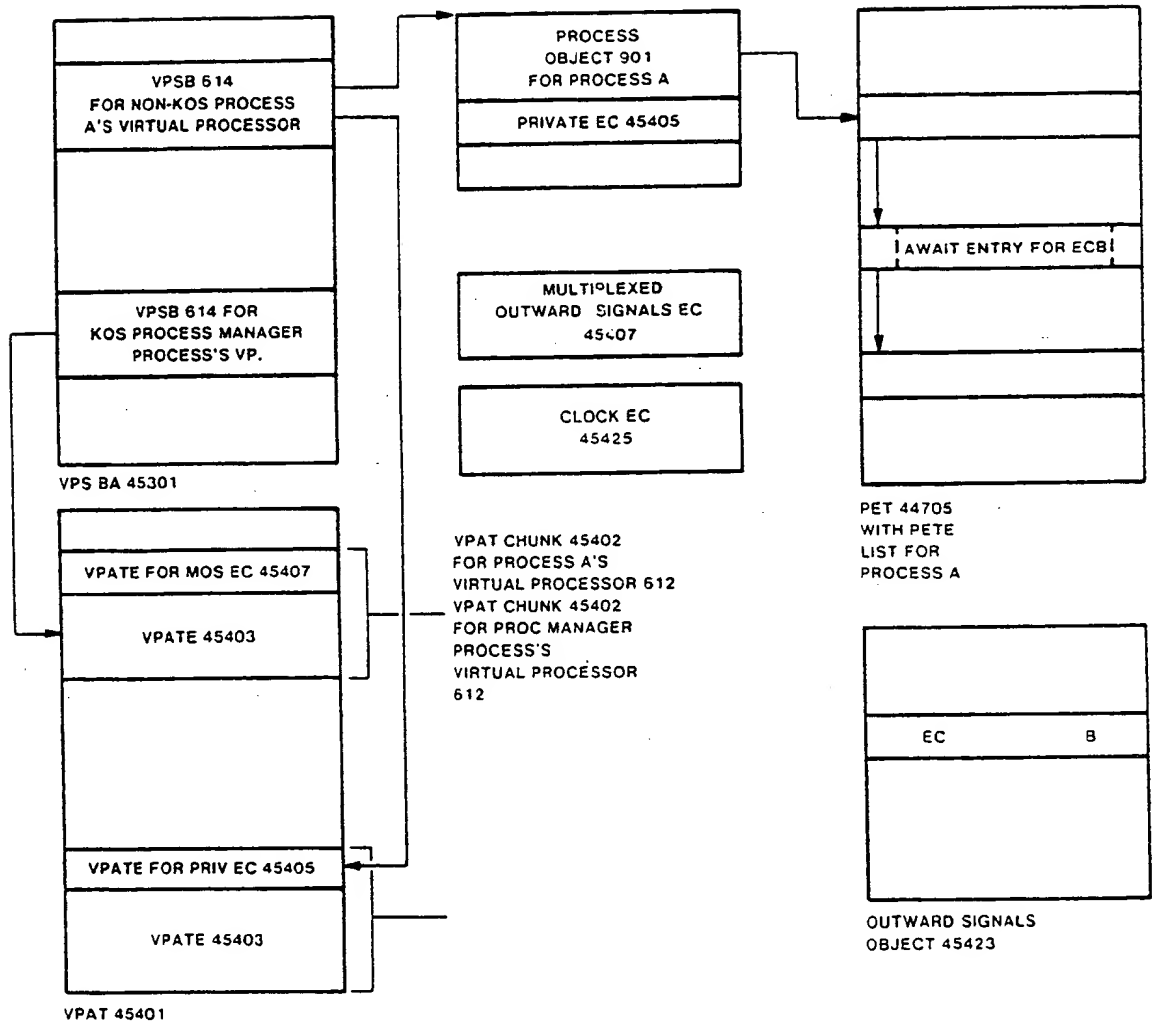 VPSB 614
FOR NON-KOS PROCESS
A'S VIRTUAL PROCESSOR
VPSB 614 FOR
KOS PROCESS MANAGER
PROCESS'S VP.
VPS BA 45301
PROCESS
OBJECT 901
FOR PROCESS A
PRIVATE EC 45405
MULTIPLEXED
OUTWARD SIGNALS EC
45407
CLOCK EC
45425
AWAIT ENTRY FOR ECB
PET 44705
WITH PETE
LIST FOR
PROCESS A
VPATE FOR MOS EC 45407
VPATE 45403
VPATE FOR PRIV EC 45405
VPATE 45403
VPAT 45401
VPAT CHUNK 45402
FOR PROCESS A'S
VIRTUAL PROCESSOR 612
VPAT CHUNK 45402
FOR PROC MANAGER
PROCESS'S
VIRTUAL PROCESSOR
612
EC B
OUTWARD SIGNALS
OBJECT 45423